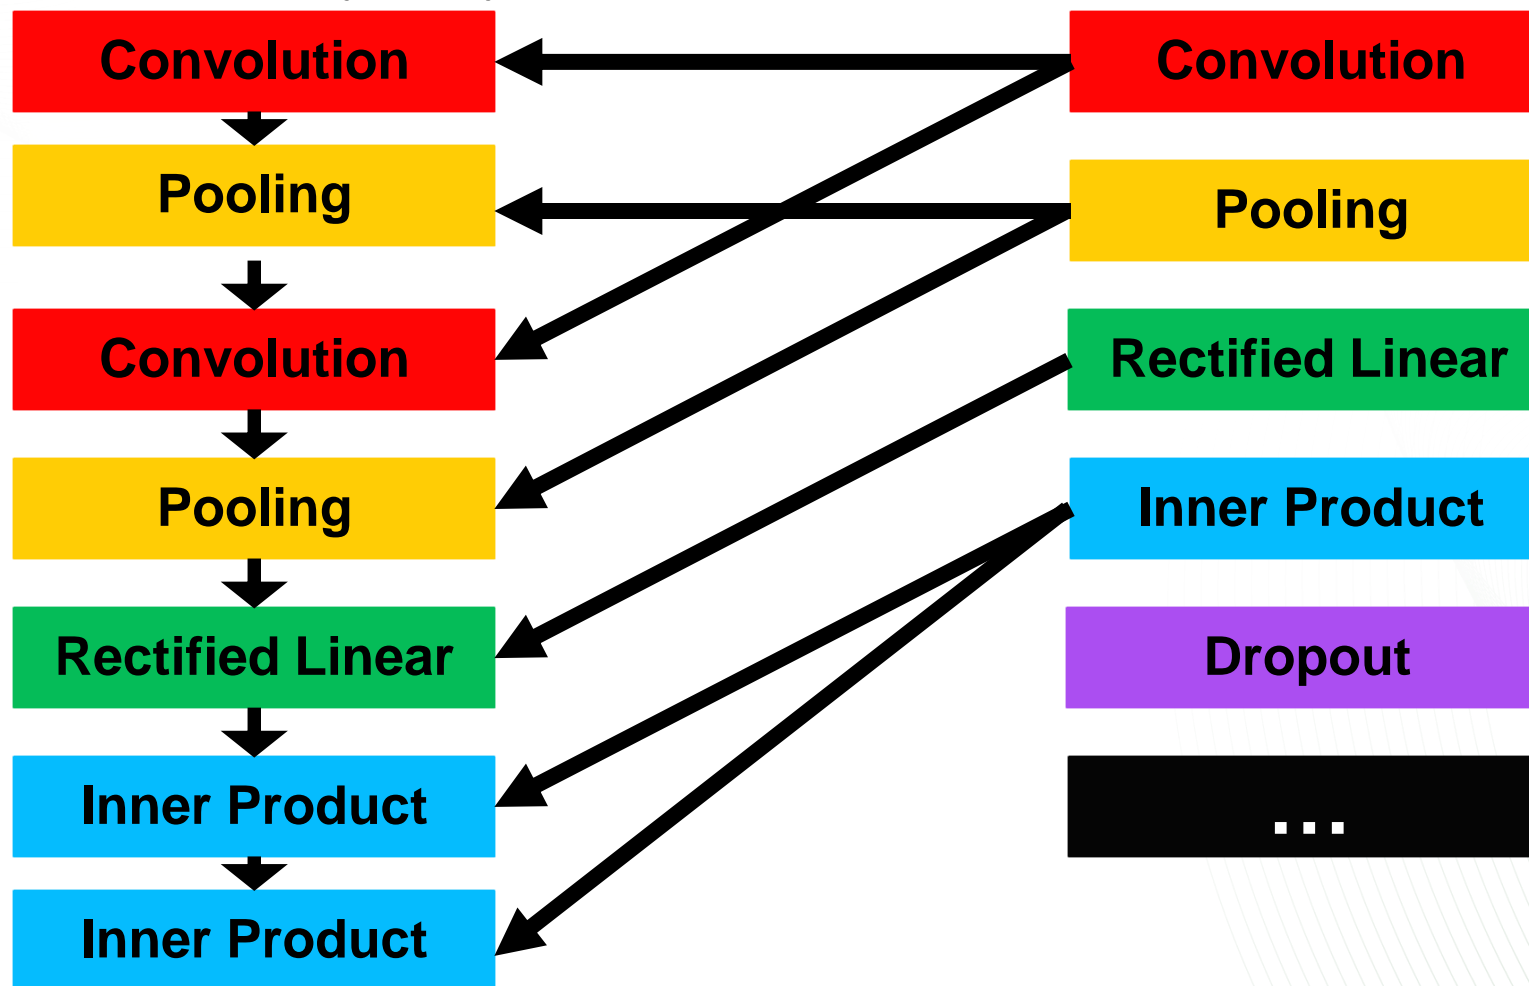 Convolution
Pooling
Convolution
Pooling
Rectified Linear
Inner Product
Inner Product
Convolution
Pooling
Rectified Linear
Inner Product
Dropout
...